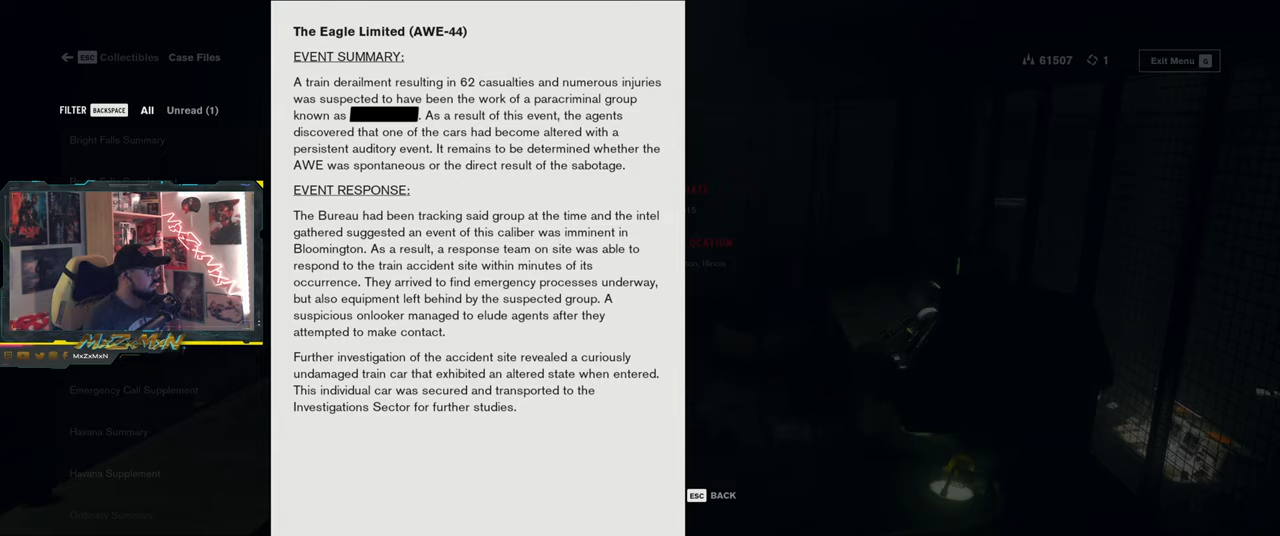 The Eagle Limited (AWE-44)
ESC Collectibles Case Files
61507 1
Exit Menu G
EVENT SUMMARY:
A train derailment resulting in 62 casualties and numerous injuries
was suspected to have been the work of a paracriminal group
known as . As a result of this event, the agents
discovered that one of the cars had become altered with a
persistent auditory event. It remains to be determined whether the
AWE was spontaneous or the direct result of the sabotage.
FILTER BACKSPACE All Unread (1)
Bright Falls Summary
EVENT RESPONSE:
The Bureau had been tracking said group at the time and the intel
gathered suggested an event of this caliber was imminent in
Bloomington. As a result, a response team on site was able to
respond to the train accident site within minutes of its
occurrence. They arrived to find emergency processes underway,
but also equipment left behind by the suspected group. A
suspicious onlooker managed to elude agents after they
attempted to make contact.
Further investigation of the accident site revealed a curiously
undamaged train car that exhibited an altered state when entered.
This individual car was secured and transported to the
Investigations Sector for further studies.
MxZxMxN
MxZxMxN
Emergency Call Supplement
Havana Summary
Havana Supplement
Ordinary Summary
ESC BACK